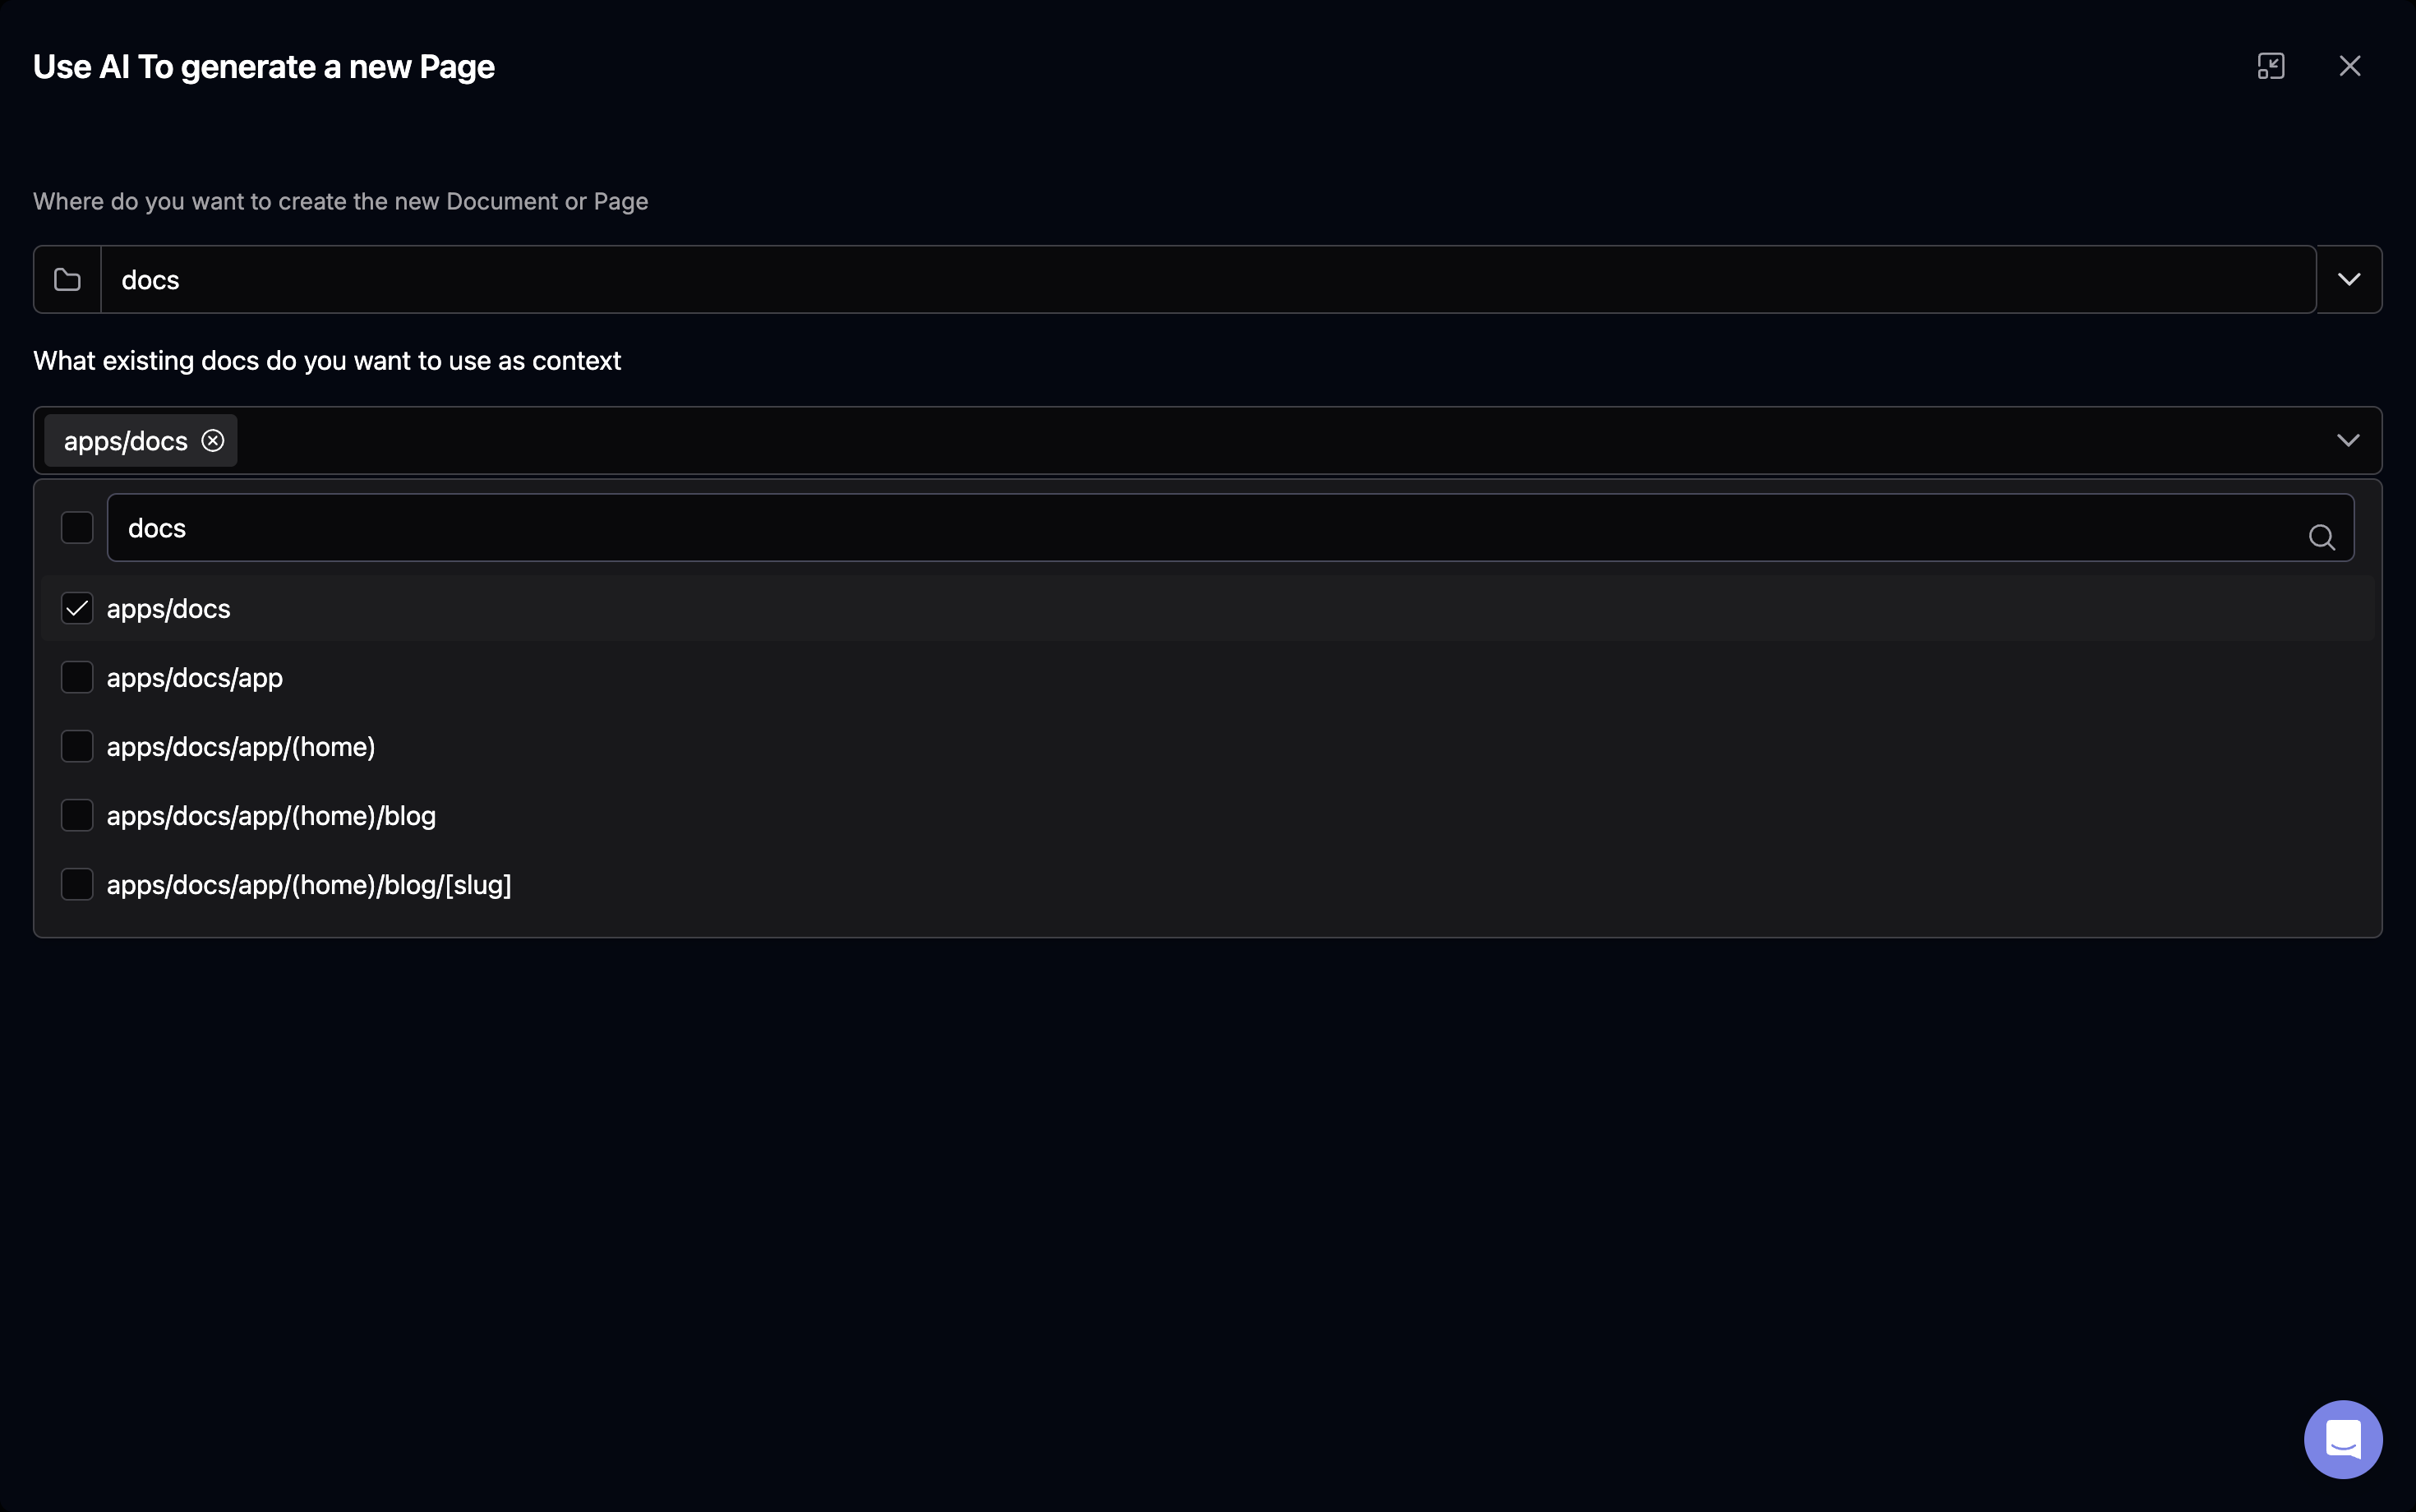 Use AI To generate a new Page
Where do you want to create the new Document or Page
docs
What existing docs do you want to use as context
apps/docs
docs
apps/docs
apps/docs/app
apps/docs/app/(home)
apps/docs/app/(home)/blog
apps/docs/app/(home)/blog/[slug]